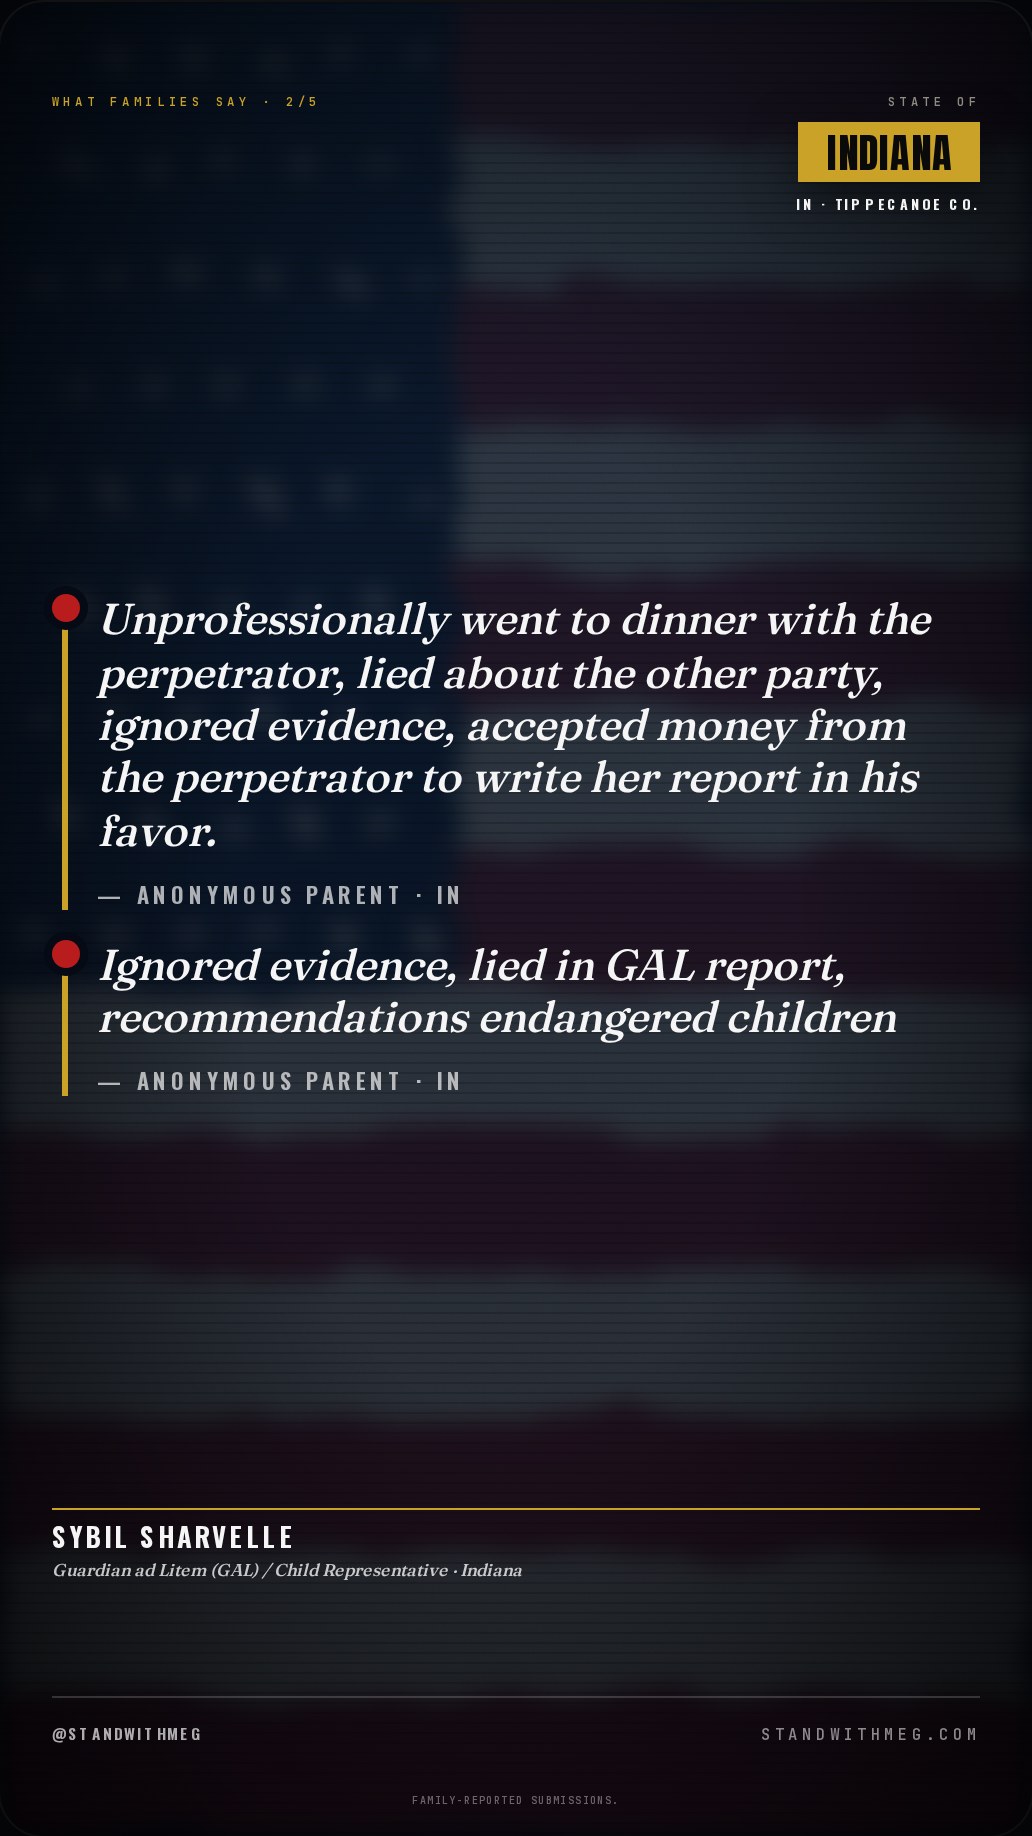 WHAT FAMILIES SAY · 2/5
STATE OF
INDIANA
IN · TIPPECANOE CO.
Unprofessionally went to dinner with the
perpetrator, lied about the other party,
ignored evidence, accepted money from
the perpetrator to write her report in his
favor.
— ANONYMOUS PARENT · IN
Ignored evidence, lied in GAL report,
recommendations endangered children
— ANONYMOUS PARENT · IN
SYBIL SHARVELLE
Guardian ad Litem (GAL) / Child Representative · Indiana
@STANDWITHMEG
STANDWITHMEG.COM
FAMILY-REPORTED SUBMISSIONS.